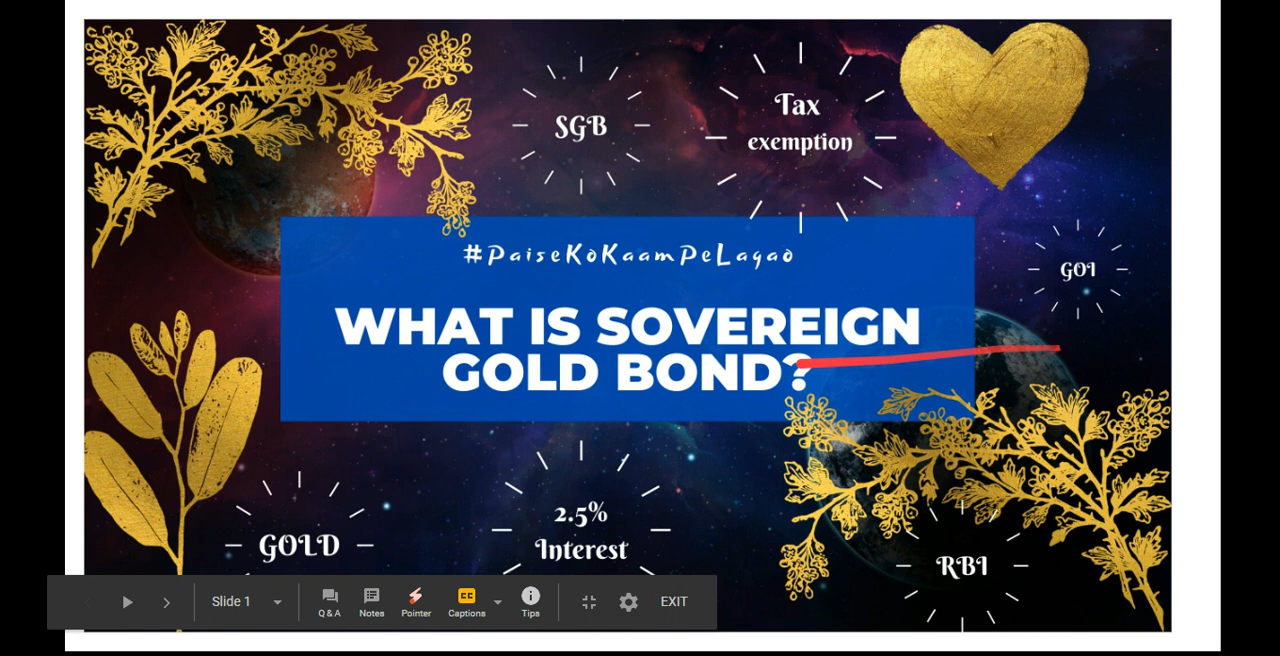 SGB
Tax
exemption
#PaiseKoKaamPeLagao
GOI
WHAT IS SOVEREIGN
GOLD BOND?
GOLD
2.5%
Interest
RBI
Slide 1
Q & A
Notes
Pointer
CC
Captions
Tips
EXIT